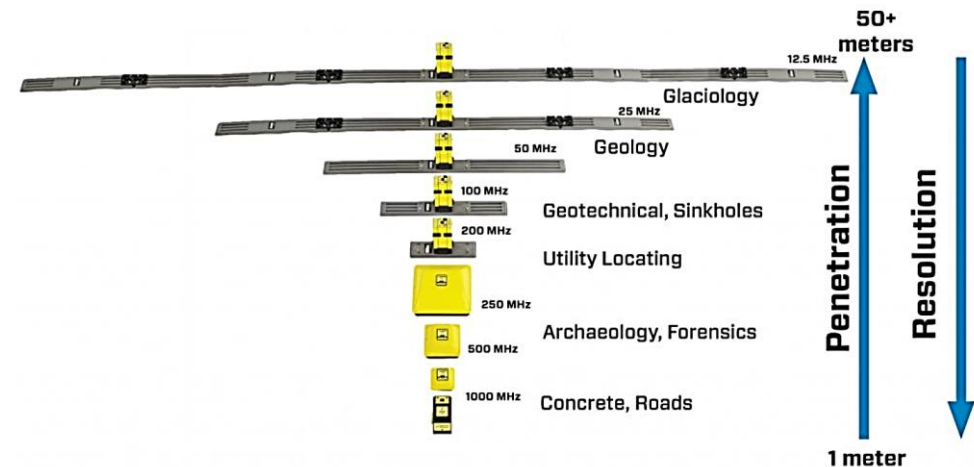 50+
meters
12.5 MHz
Glaciology
25 MHz
Geology
50 MHz
100 MHz
Geotechnical, Sinkholes
200 MHz
Utility Locating
250 MHz
Archaeology, Forensics
500 MHz
1000 MHz
Concrete, Roads
Penetration
Resolution
1 meter